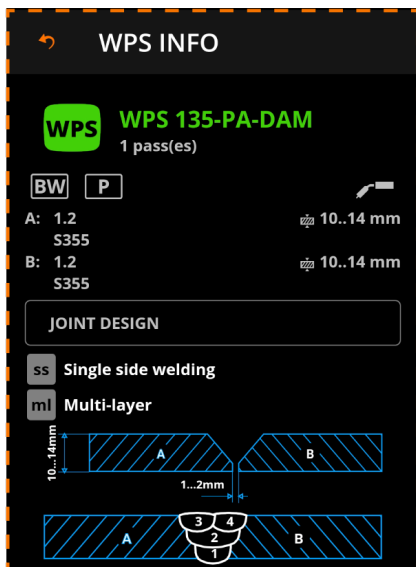 WPS INFO
WPS
WPS 135-PA-DAM
1 pass(es)
BW P
A: 1.2 10..14 mm
S355
B: 1.2 10..14 mm
S355
JOINT DESIGN
ss Single side welding
ml Multi-layer
10...14mm
A B
1...2mm
3 4
A 2 B
1